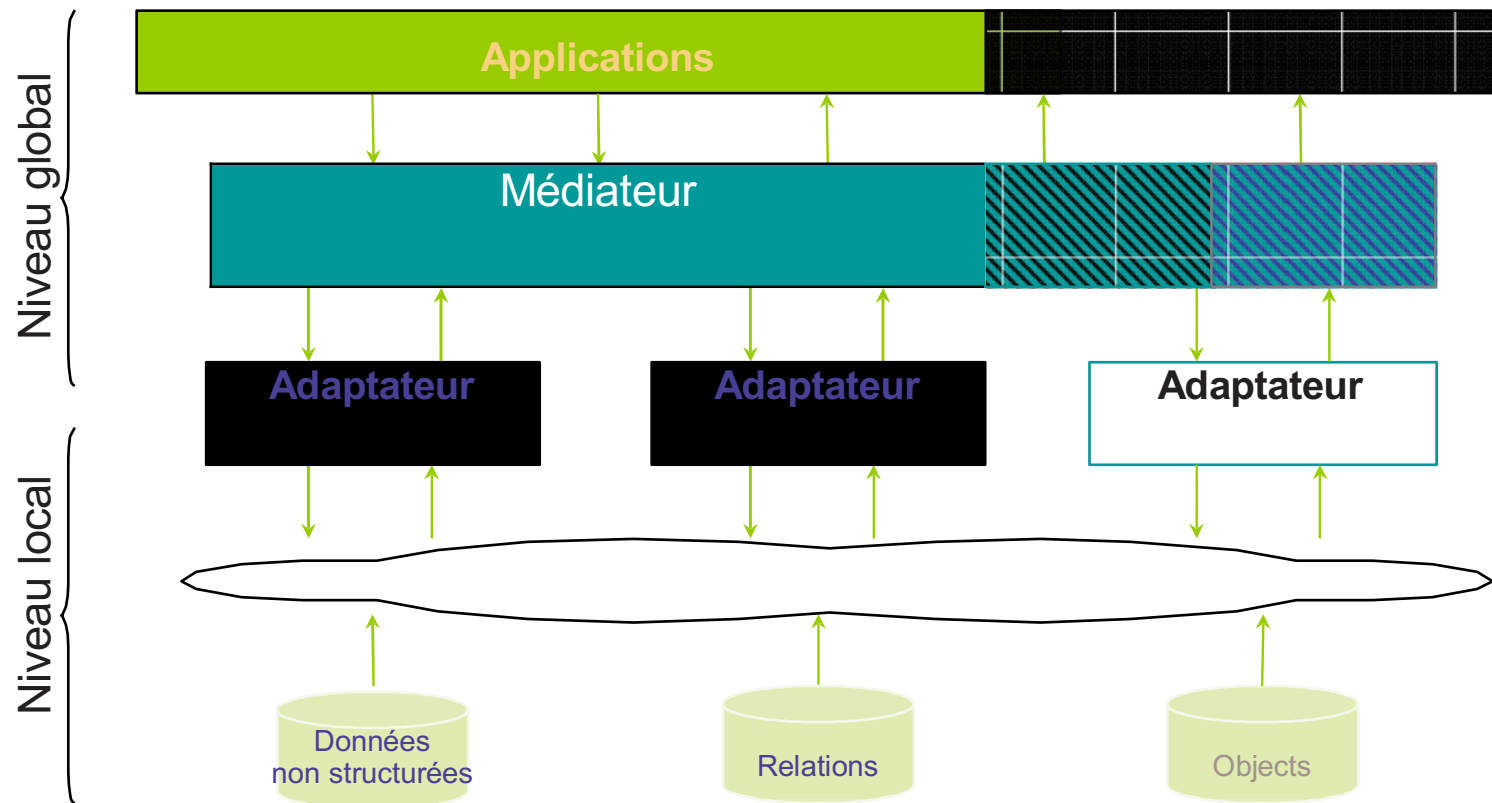 Niveau global
Applications
Médiateur
Adaptateur
Adaptateur
Adaptateur
Niveau local
Données
non structurées
Relations
Objects